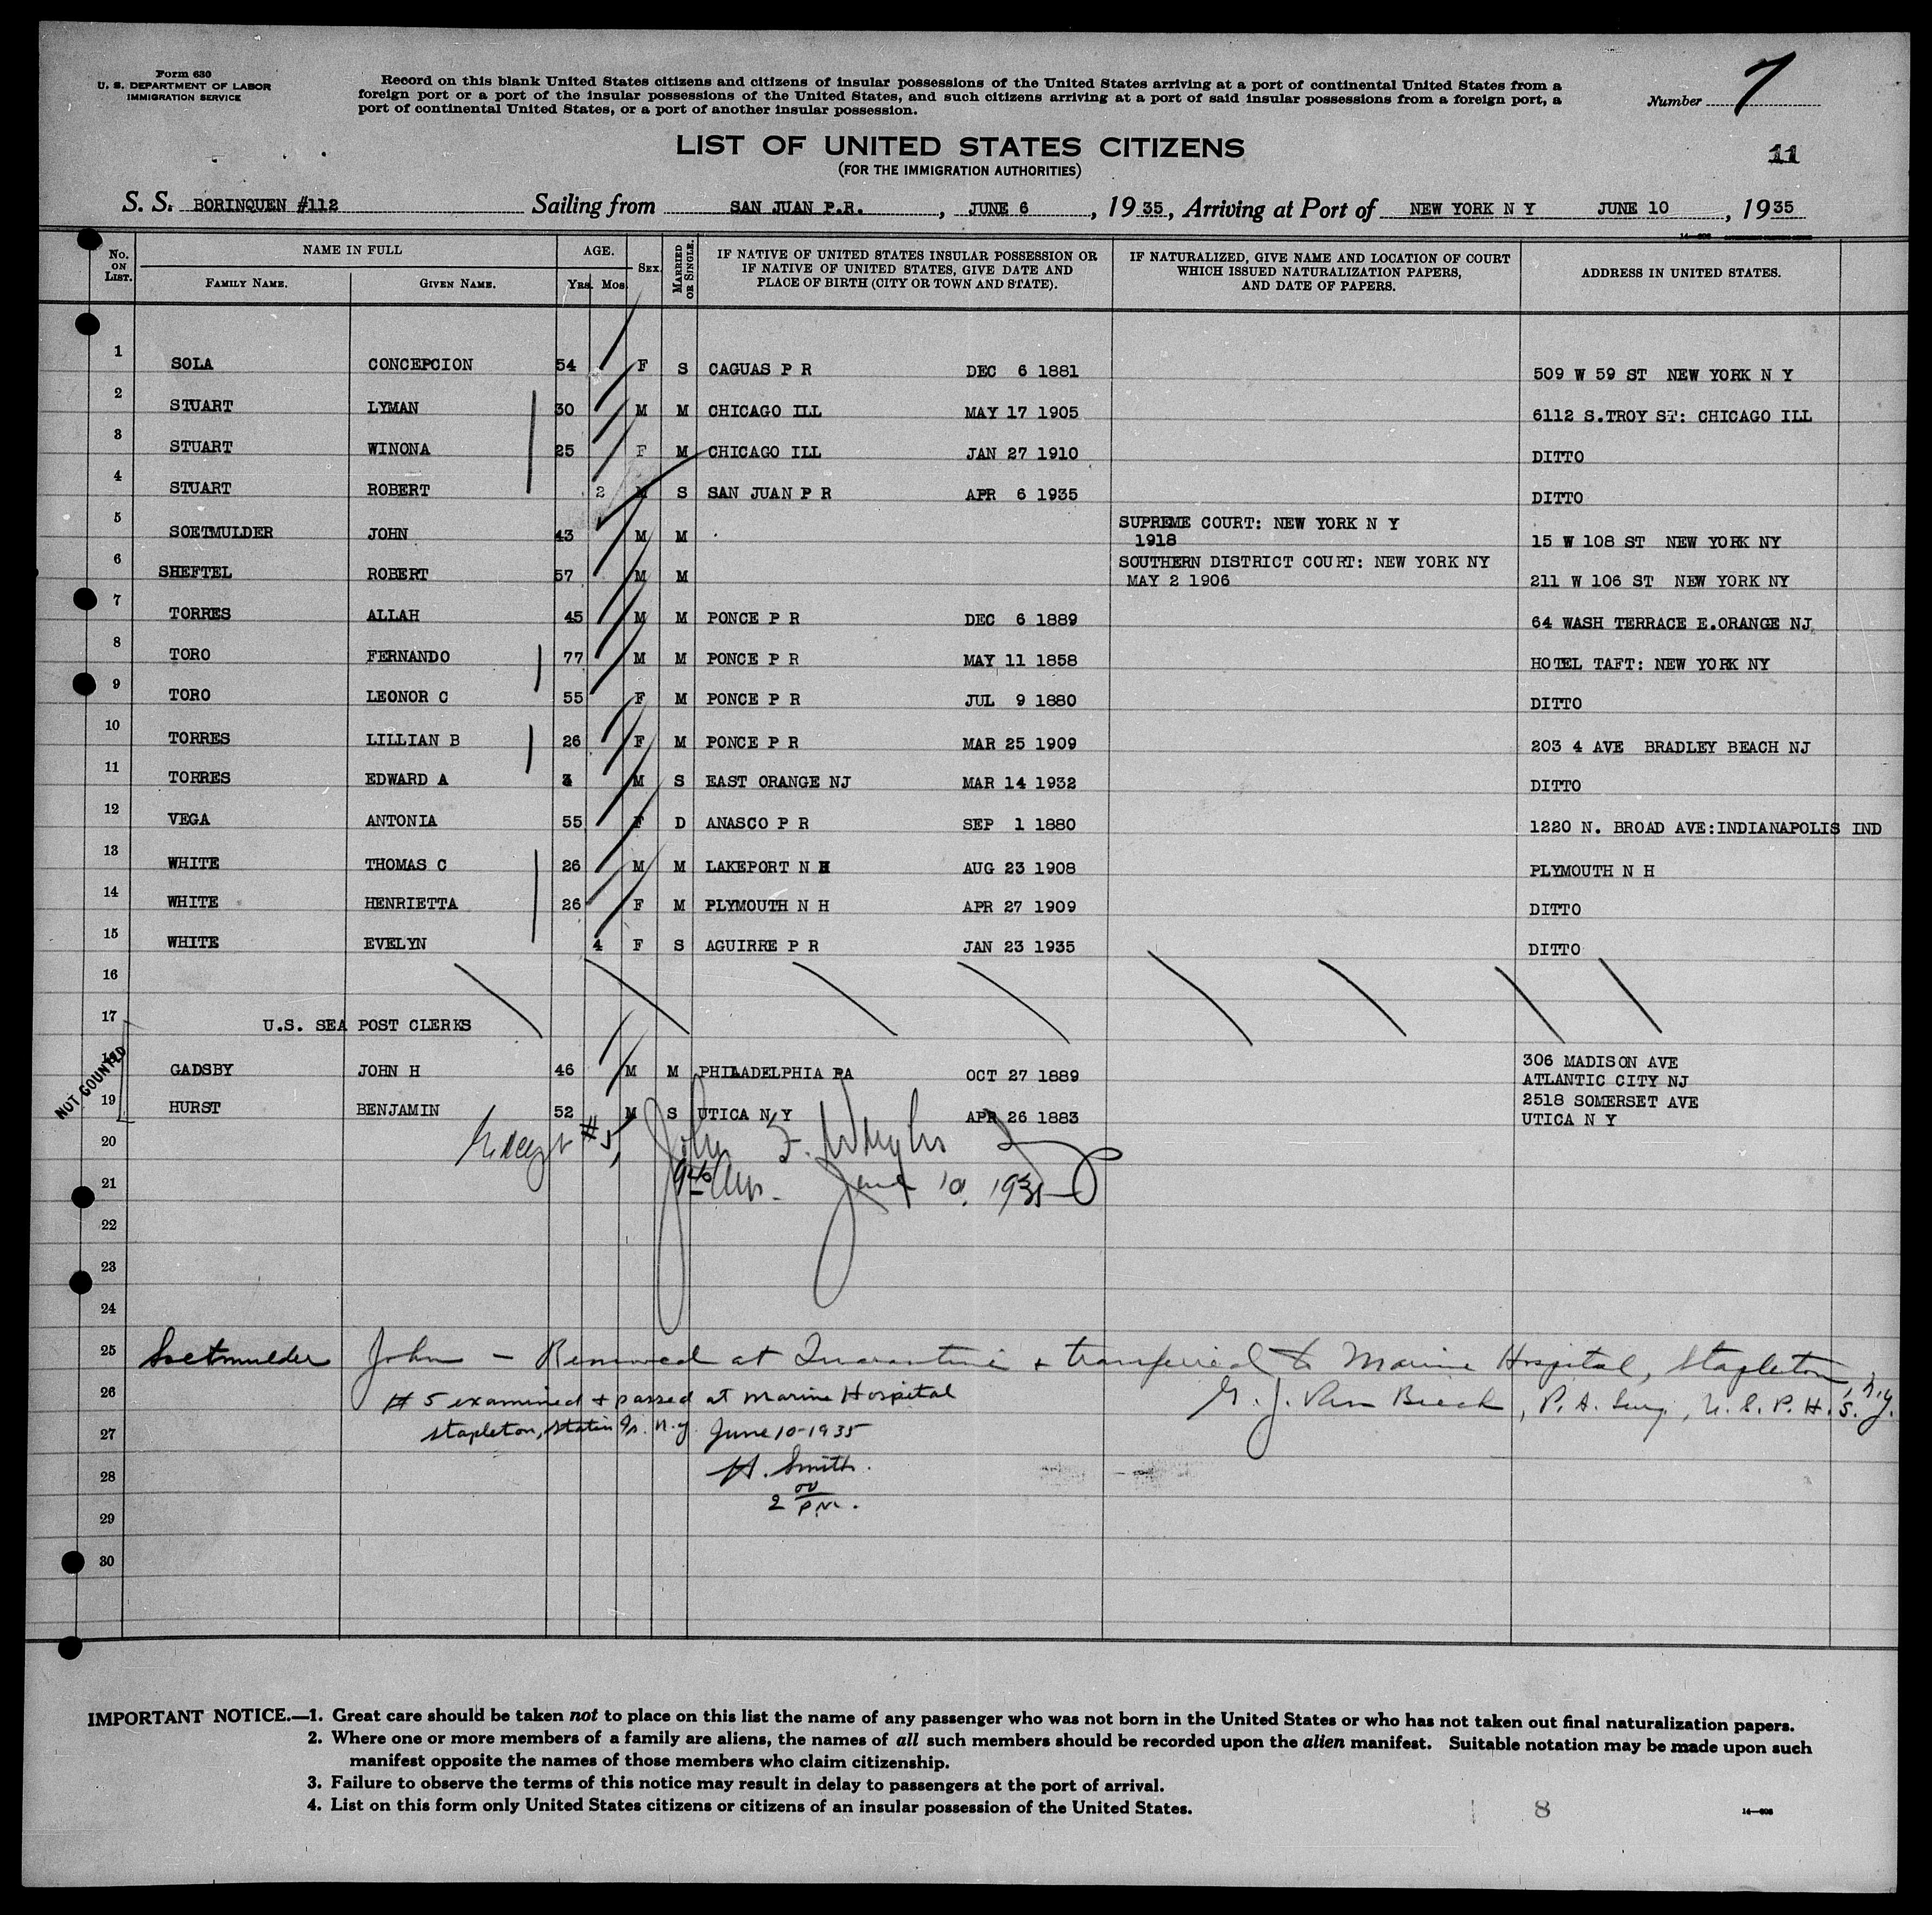 Form 630
U. S. DEPARTMENT OF LABOR
IMMIGRATION SERVICE
Record on this blank United States citizens and citizens of insular possessions of the United States arriving at a port of continental United States from a
foreign port or a port of the insular possessions of the United States, and such citizens arriving at a port of said insular possessions from a foreign port, a
port of continental United States, or a port of another insular possession.
Number 7
LIST OF UNITED STATES CITIZENS
(FOR THE IMMIGRATION AUTHORITIES)
11
S. S. BORINQUEN #112 Sailing from SAN JUAN P.R. , JUNE 6 , 19 35 , Arriving at Port of NEW YORK N Y JUNE 10 , 19 35
No. ON LIST. NAME IN FULL FAMILY NAME. GIVEN NAME. AGE. YRS. MOS. SEX. MARRIED OR SINGLE. IF NATIVE OF UNITED STATES INSULAR POSSESSION OR IF NATIVE OF UNITED STATES, GIVE DATE AND PLACE OF BIRTH (CITY OR TOWN AND STATE). IF NATURALIZED, GIVE NAME AND LOCATION OF COURT WHICH ISSUED NATURALIZATION PAPERS, AND DATE OF PAPERS. ADDRESS IN UNITED STATES.
1 SOLA CONCEPCION 54 F S CAGUAS P R DEC 6 1881 509 W 59 ST NEW YORK N Y
2 STUART LYMAN 30 M M CHICAGO ILL MAY 17 1905 6112 S.TROY ST: CHICAGO ILL
3 STUART WINONA 25 F M CHICAGO ILL JAN 27 1910 DITTO
4 STUART ROBERT 2 M S SAN JUAN P R APR 6 1935 DITTO
5 SOETMULDER JOHN 43 M M SUPREME COURT: NEW YORK N Y 1918 15 W 108 ST NEW YORK NY
6 SHEFTEL ROBERT 57 M M SOUTHERN DISTRICT COURT: NEW YORK NY MAY 2 1906 211 W 106 ST NEW YORK NY
7 TORRES ALLAH 45 M M PONCE P R DEC 6 1889 64 WASH TERRACE E.ORANGE NJ
8 TORO FERNANDO 77 M M PONCE P R MAY 11 1858 HOTEL TAFT: NEW YORK NY
9 TORO LEONOR C 55 F M PONCE P R JUL 9 1880 DITTO
10 TORRES LILLIAN B 26 F M PONCE P R MAR 25 1909 203 4 AVE BRADLEY BEACH NJ
11 TORRES EDWARD A 3 M S EAST ORANGE NJ MAR 14 1932 DITTO
12 VEGA ANTONIA 55 F D ANASCO P R SEP 1 1880 1220 N. BROAD AVE:INDIANAPOLIS IND
13 WHITE THOMAS C 26 M M LAKEPORT N H AUG 23 1908 PLYMOUTH N H
14 WHITE HENRIETTA 26 F M PLYMOUTH N H APR 27 1909 DITTO
15 WHITE EVELYN 4 F S AGUIRRE P R JAN 23 1935 DITTO
16
17 U.S. SEA POST CLERKS
NOT COUNTED
18 GADSBY JOHN H 46 M M PHILADELPHIA PA OCT 27 1889 306 MADISON AVE ATLANTIC CITY NJ
19 HURST BENJAMIN 52 M S UTICA N Y APR 26 1883 2518 SOMERSET AVE UTICA N Y
20 #5, John F.
21 June 10, 1935
22
23
24
25 Soetmulder John - Removed at Quarantine + transferred to Marine Hospital, Stapleton, N.Y.
26 # 5 examined + passed at Marine Hospital G. J. Van Beeck, P. A. Surg., U. S. P. H. S.
27 Stapleton, Staten Is. N.Y. June 10-1935
28 H. Smith
2 00 P.M.
29
30
IMPORTANT NOTICE.—1. Great care should be taken not to place on this list the name of any passenger who was not born in the United States or who has not taken out final naturalization papers.
2. Where one or more members of a family are aliens, the names of all such members should be recorded upon the alien manifest. Suitable notation may be made upon such
manifest opposite the names of those members who claim citizenship.
3. Failure to observe the terms of this notice may result in delay to passengers at the port of arrival.
4. List on this form only United States citizens or citizens of an insular possession of the United States.
8